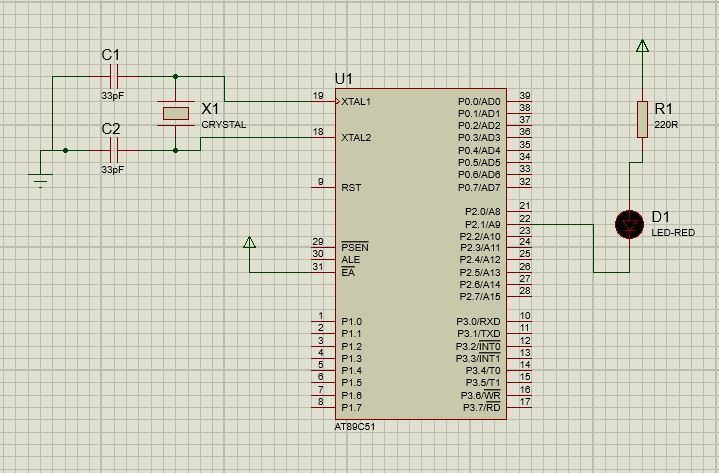 C1
33pF
X1
CRYSTAL
C2
33pF
U1
19 XTAL1
18 XTAL2
9 RST
29 PSEN
30 ALE
31 EA
1 P1.0
2 P1.1
3 P1.2
4 P1.3
5 P1.4
6 P1.5
7 P1.6
8 P1.7
P0.0/AD0 39
P0.1/AD1 38
P0.2/AD2 37
P0.3/AD3 36
P0.4/AD4 35
P0.5/AD5 34
P0.6/AD6 33
P0.7/AD7 32
P2.0/A8 21
P2.1/A9 22
P2.2/A10 23
P2.3/A11 24
P2.4/A12 25
P2.5/A13 26
P2.6/A14 27
P2.7/A15 28
P3.0/RXD 10
P3.1/TXD 11
P3.2/INT0 12
P3.3/INT1 13
P3.4/T0 14
P3.5/T1 15
P3.6/WR 16
P3.7/RD 17
AT89C51
R1
220R
D1
LED-RED